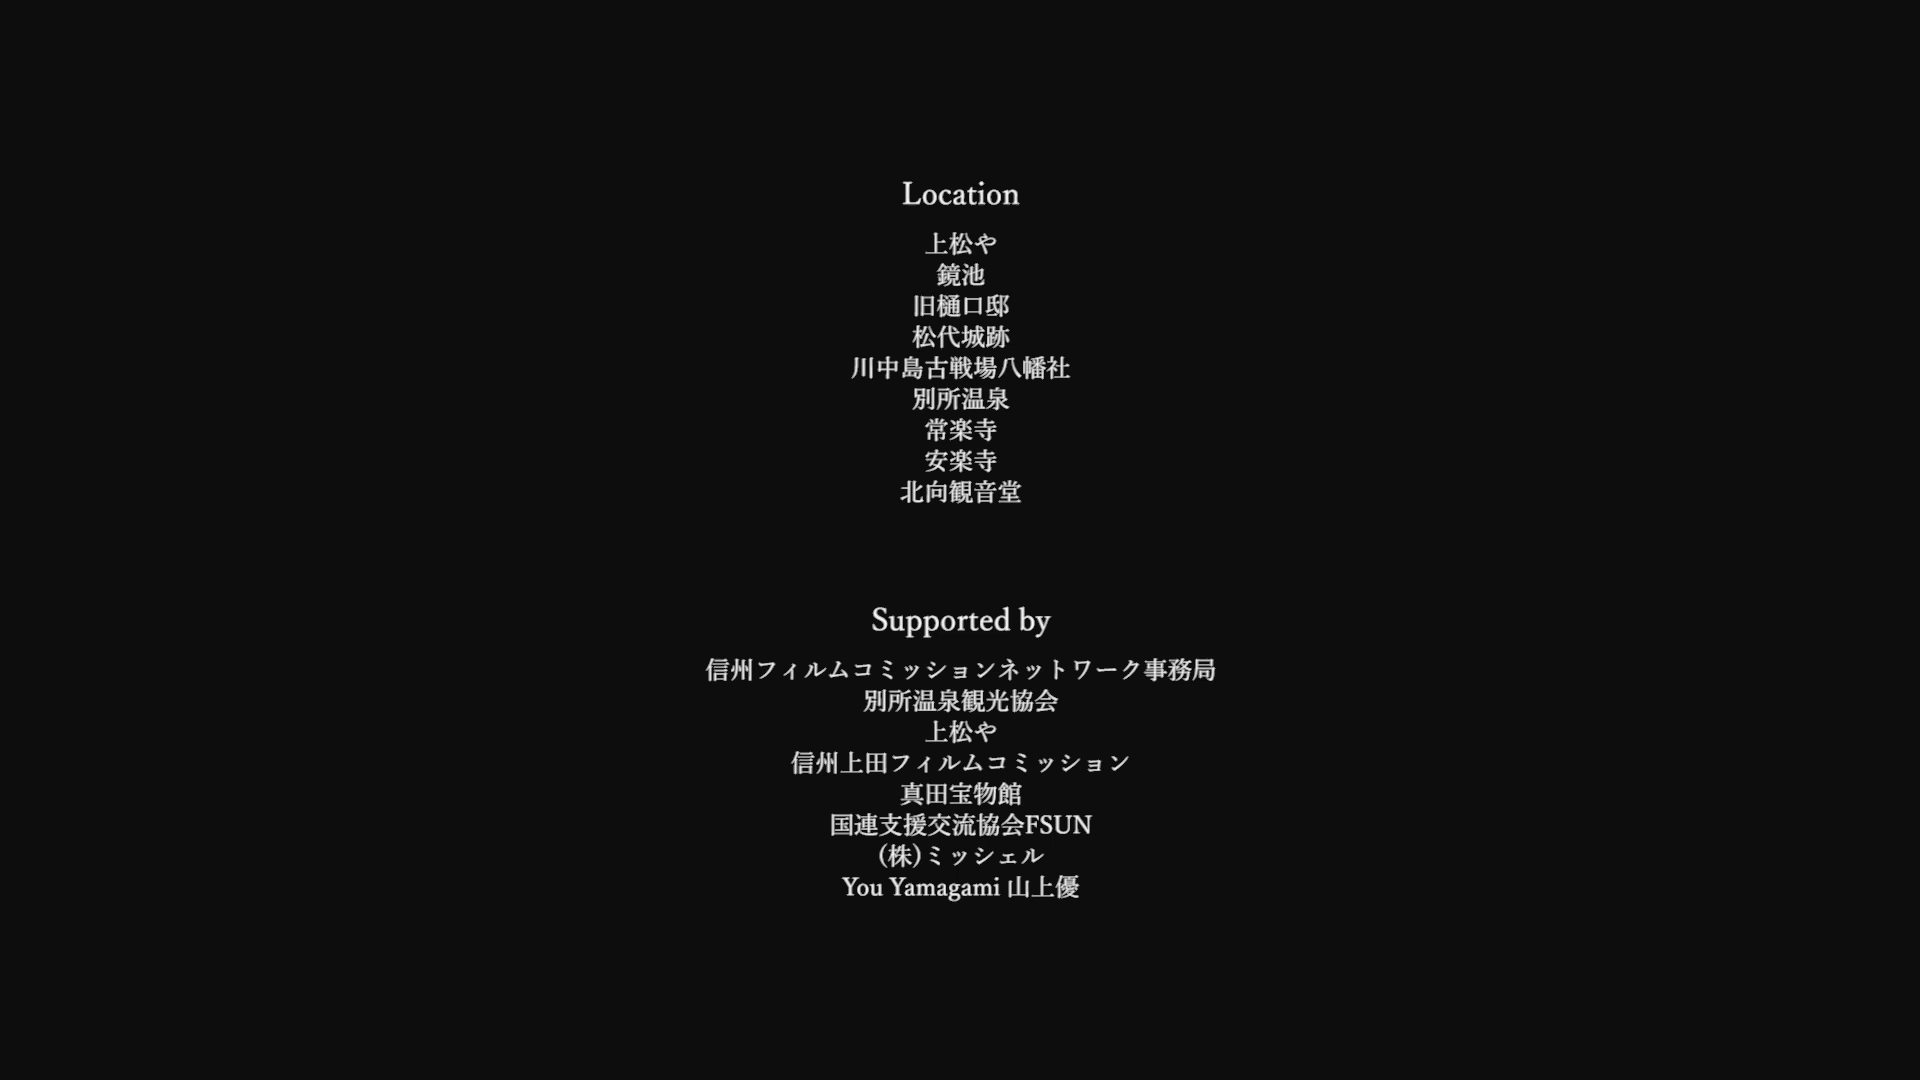 Location
上松や
鏡池
旧樋口邸
松代城跡
川中島古戦場八幡社
別所温泉
常楽寺
安楽寺
北向観音堂
Supported by
信州フィルムコミッションネットワーク事務局
別所温泉観光協会
上松や
信州上田フィルムコミッション
真田宝物館
国連支援交流協会FSUN
(株)ミッシェル
You Yamagami 山上優